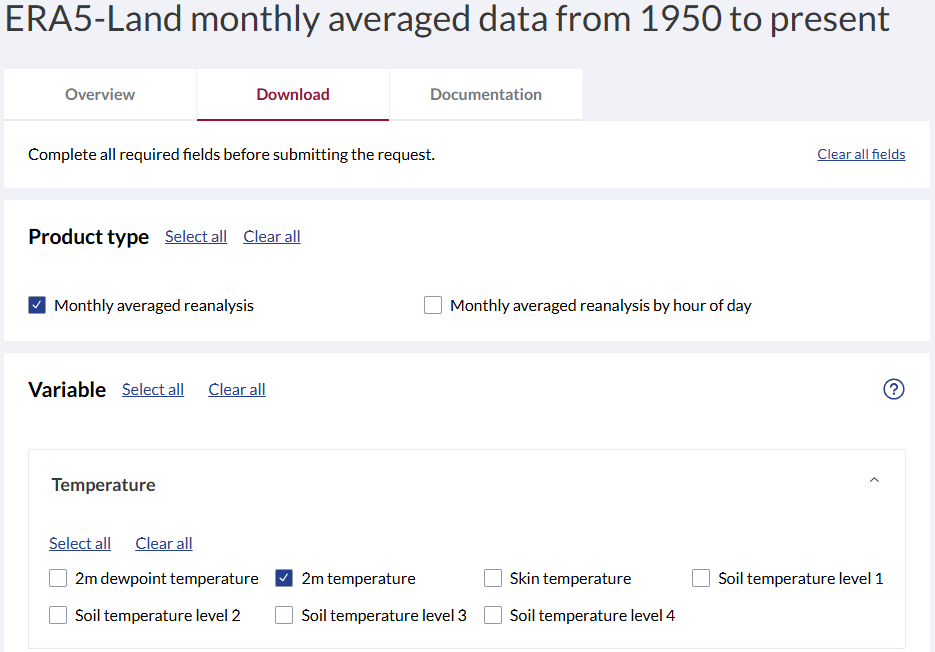 ERA5-Land monthly averaged data from 1950 to present
Overview Download Documentation
Complete all required fields before submitting the request. Clear all fields
Product type Select all Clear all
Monthly averaged reanalysis Monthly averaged reanalysis by hour of day
Variable Select all Clear all ?
Temperature
Select all Clear all
2m dewpoint temperature 2m temperature Skin temperature Soil temperature level 1
Soil temperature level 2 Soil temperature level 3 Soil temperature level 4